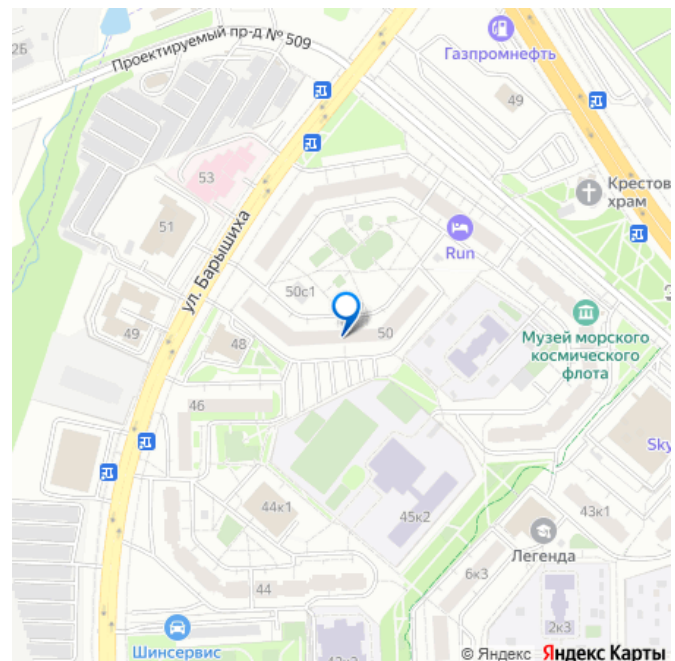 2Б
Проектируемый пр-д № 509
Газпромнефть
49
53
Крестов
храм
51
ул. Барышиха
Run
50с1
49
48
50
Музей морского
космического
флота
46
Sky
44к1
45к2
43к1
Легенда
6к3
44
2к3
Шинсервис
© Яндекс Яндекс Карты